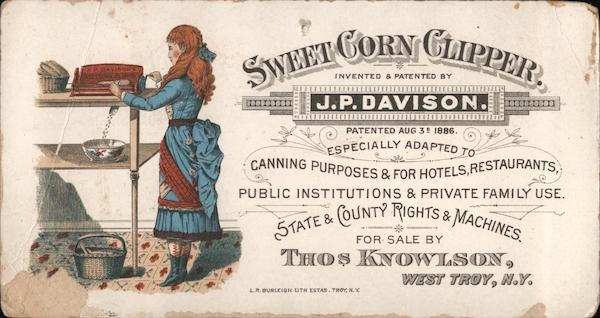 SWEET CORN CLIPPER.
INVENTED & PATENTED BY
J.P. DAVISON.
PATENTED AUG 3D 1886.
ESPECIALLY ADAPTED TO
CANNING PURPOSES & FOR HOTELS, RESTAURANTS,
PUBLIC INSTITUTIONS & PRIVATE FAMILY USE.
STATE & COUNTY RIGHTS & MACHINES.
FOR SALE BY
THOS KNOWLSON,
WEST TROY, N.Y.
L.R. BURLEIGH LITH ESTAB. TROY, N.Y.